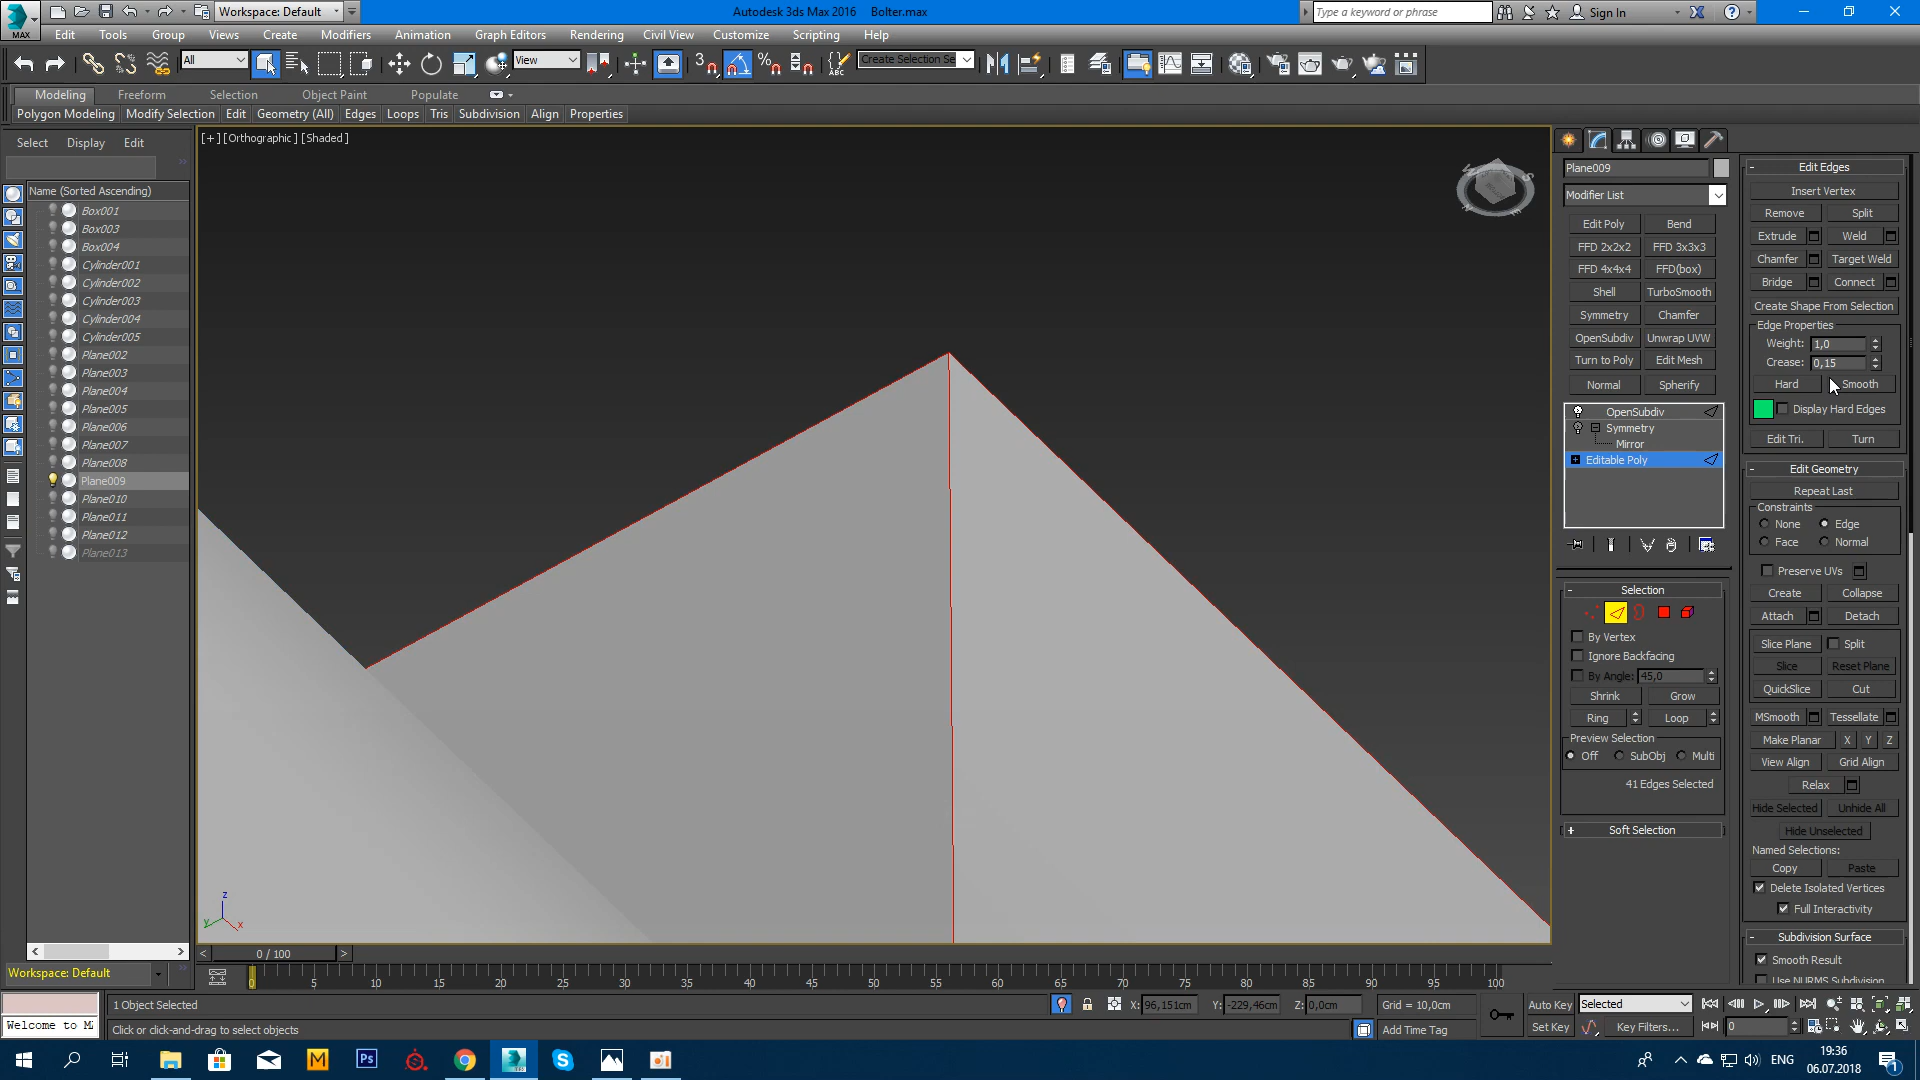 Workspace: Default
Autodesk 3ds Max 2016    Bolter.max
Type a keyword or phrase
Sign In
MAX
Edit Tools Group Views Create Modifiers Animation Graph Editors Rendering Civil View Customize Scripting Help
All
View
3
ABC
Create Selection Se
Modeling Freeform Selection Object Paint Populate
Polygon Modeling Modify Selection Edit Geometry (All) Edges Loops Tris Subdivision Align Properties
Select Display Edit
Name (Sorted Ascending)
Box001
Box003
Box004
Cylinder001
Cylinder002
Cylinder003
Cylinder004
Cylinder005
Plane002
Plane003
Plane004
Plane005
Plane006
Plane007
Plane008
Plane009
Plane010
Plane011
Plane012
Plane013
Workspace: Default
[+] [Orthographic] [Shaded]
z
y
x
Plane009
Modifier List
Edit Poly Bend
FFD 2x2x2 FFD 3x3x3
FFD 4x4x4 FFD(box)
Shell TurboSmooth
Symmetry Chamfer
OpenSubdiv Unwrap UVW
Turn to Poly Edit Mesh
Normal Spherify
OpenSubdiv
Symmetry
Mirror
Editable Poly
- Selection
By Vertex
Ignore Backfacing
By Angle: 45,0
Shrink Grow
Ring Loop
Preview Selection
Off SubObj Multi
41 Edges Selected
+ Soft Selection
- Edit Edges
Insert Vertex
Remove Split
Extrude Weld
Chamfer Target Weld
Bridge Connect
Create Shape From Selection
Edge Properties
Weight: 1,0
Crease: 0,15
Hard Smooth
Display Hard Edges
Edit Tri. Turn
- Edit Geometry
Repeat Last
Constraints
None Edge
Face Normal
Preserve UVs
Create Collapse
Attach Detach
Slice Plane Split
Slice Reset Plane
QuickSlice Cut
MSmooth Tessellate
Make Planar X Y Z
View Align Grid Align
Relax
Hide Selected Unhide All
Hide Unselected
Named Selections:
Copy Paste
Delete Isolated Vertices
Full Interactivity
- Subdivision Surface
Smooth Result
Use NURMS Subdivision
< 0 / 100 >
0 5 10 15 20 25 30 35 40 45 50 55 60 65 70 75 80 85 90 95 100
1 Object Selected
X: 96,151cm Y: -229,46cm Z: 0,0cm Grid = 10,0cm
Auto Key Selected
Welcome to M
Click or click-and-drag to select objects
Add Time Tag
Set Key Key Filters...
0
ENG
19:36
06.07.2018
1